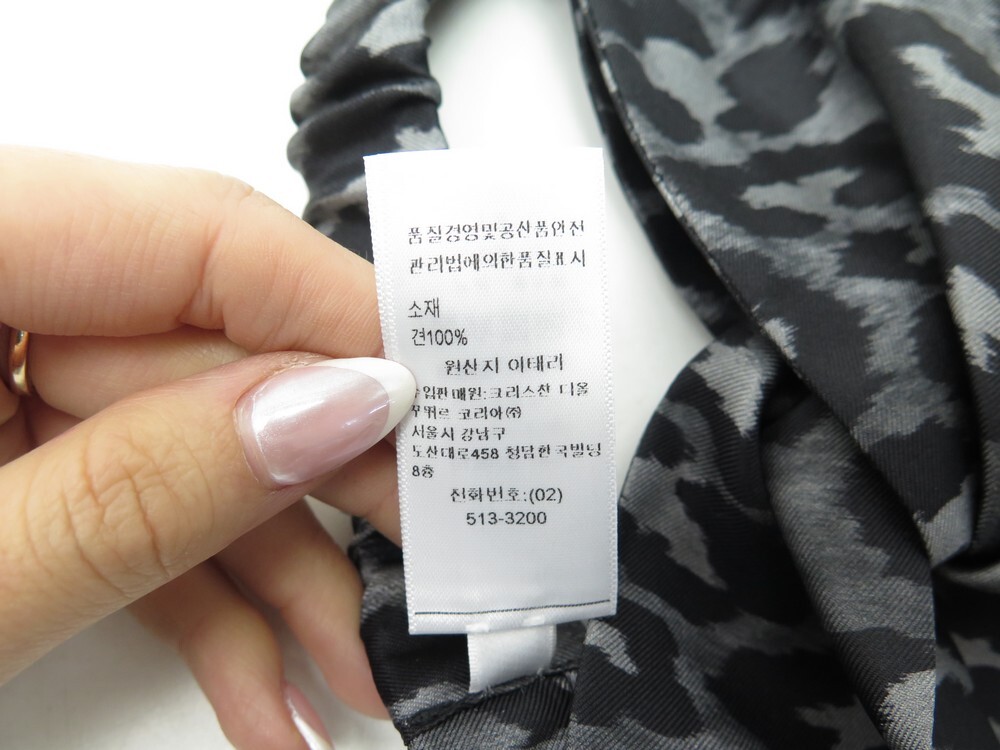 품질경영및공산품안전
관리법에의한품질표시
소재
견100%
원산지 이태리
수입판매원:크리스챤 디올
꾸뛰르 코리아㈜
서울시 강남구
도산대로458 청담한국빌딩
8층
전화번호:(02)
513-3200